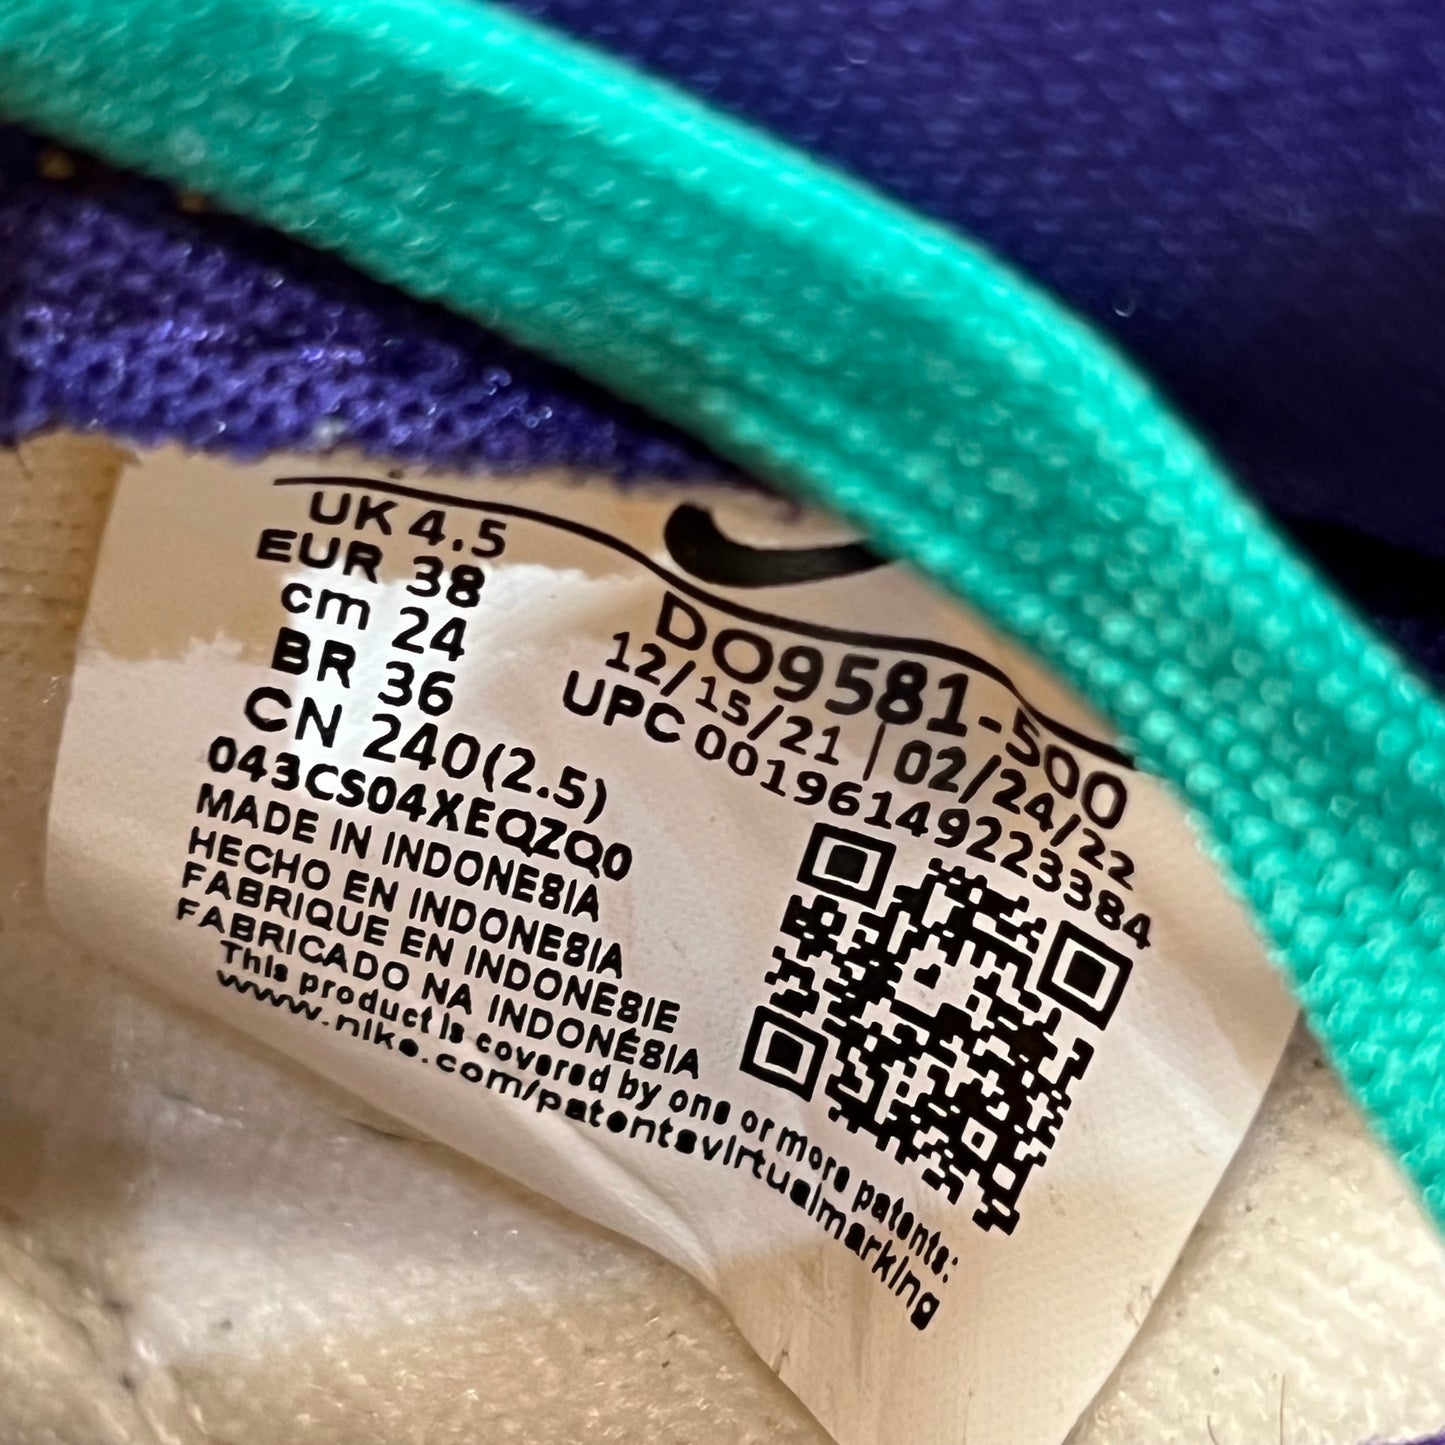 UK 4.5
EUR 38
cm 24
BR 36
CN 240(2.5)
043CS04XEQZQ0
MADE IN INDONESIA
HECHO EN INDONESIA
FABRIQUE EN INDONESIE
FABRICADO NA INDONÉSIA
This product is covered by one or more patents:
www.nike.com/patentsvirtualmarking
DO9581-500
12/15/21 | 02/24/22
UPC 00196149223384